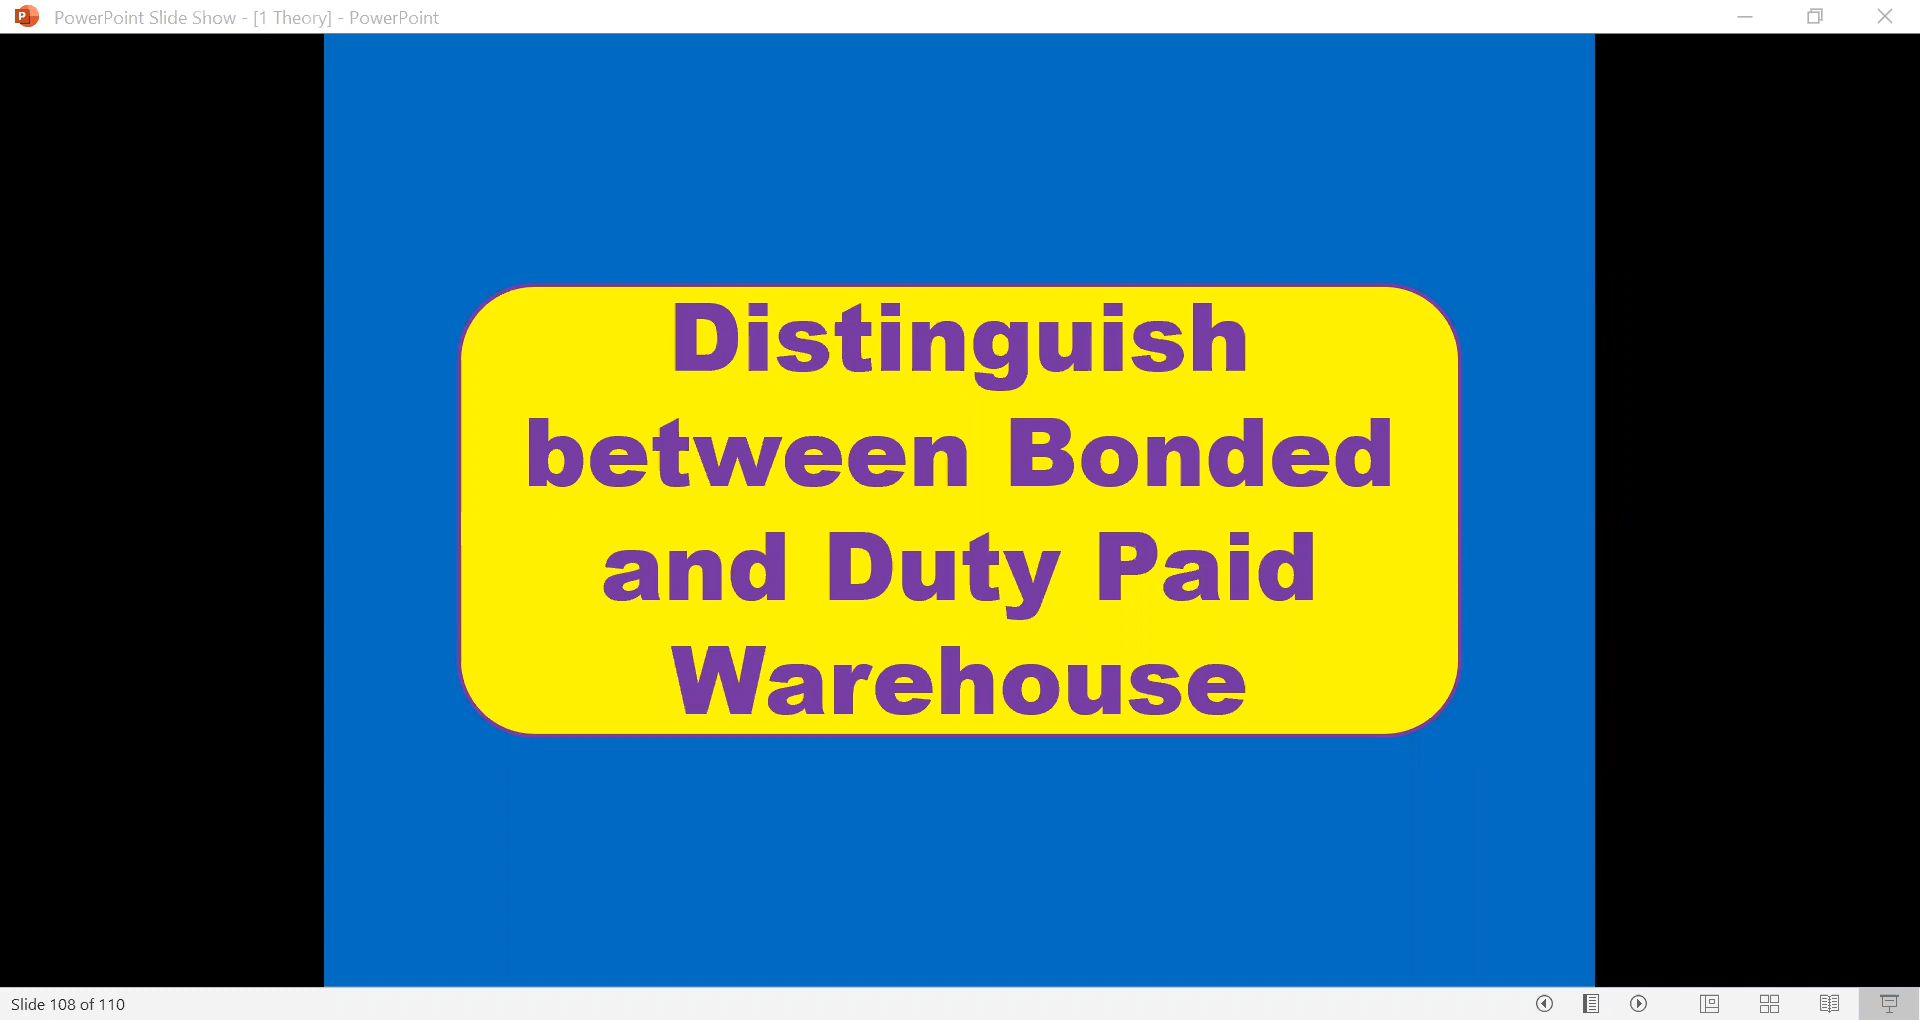 PowerPoint Slide Show - [1 Theory] - PowerPoint
Distinguish
between Bonded
and Duty Paid
Warehouse
Slide 108 of 110